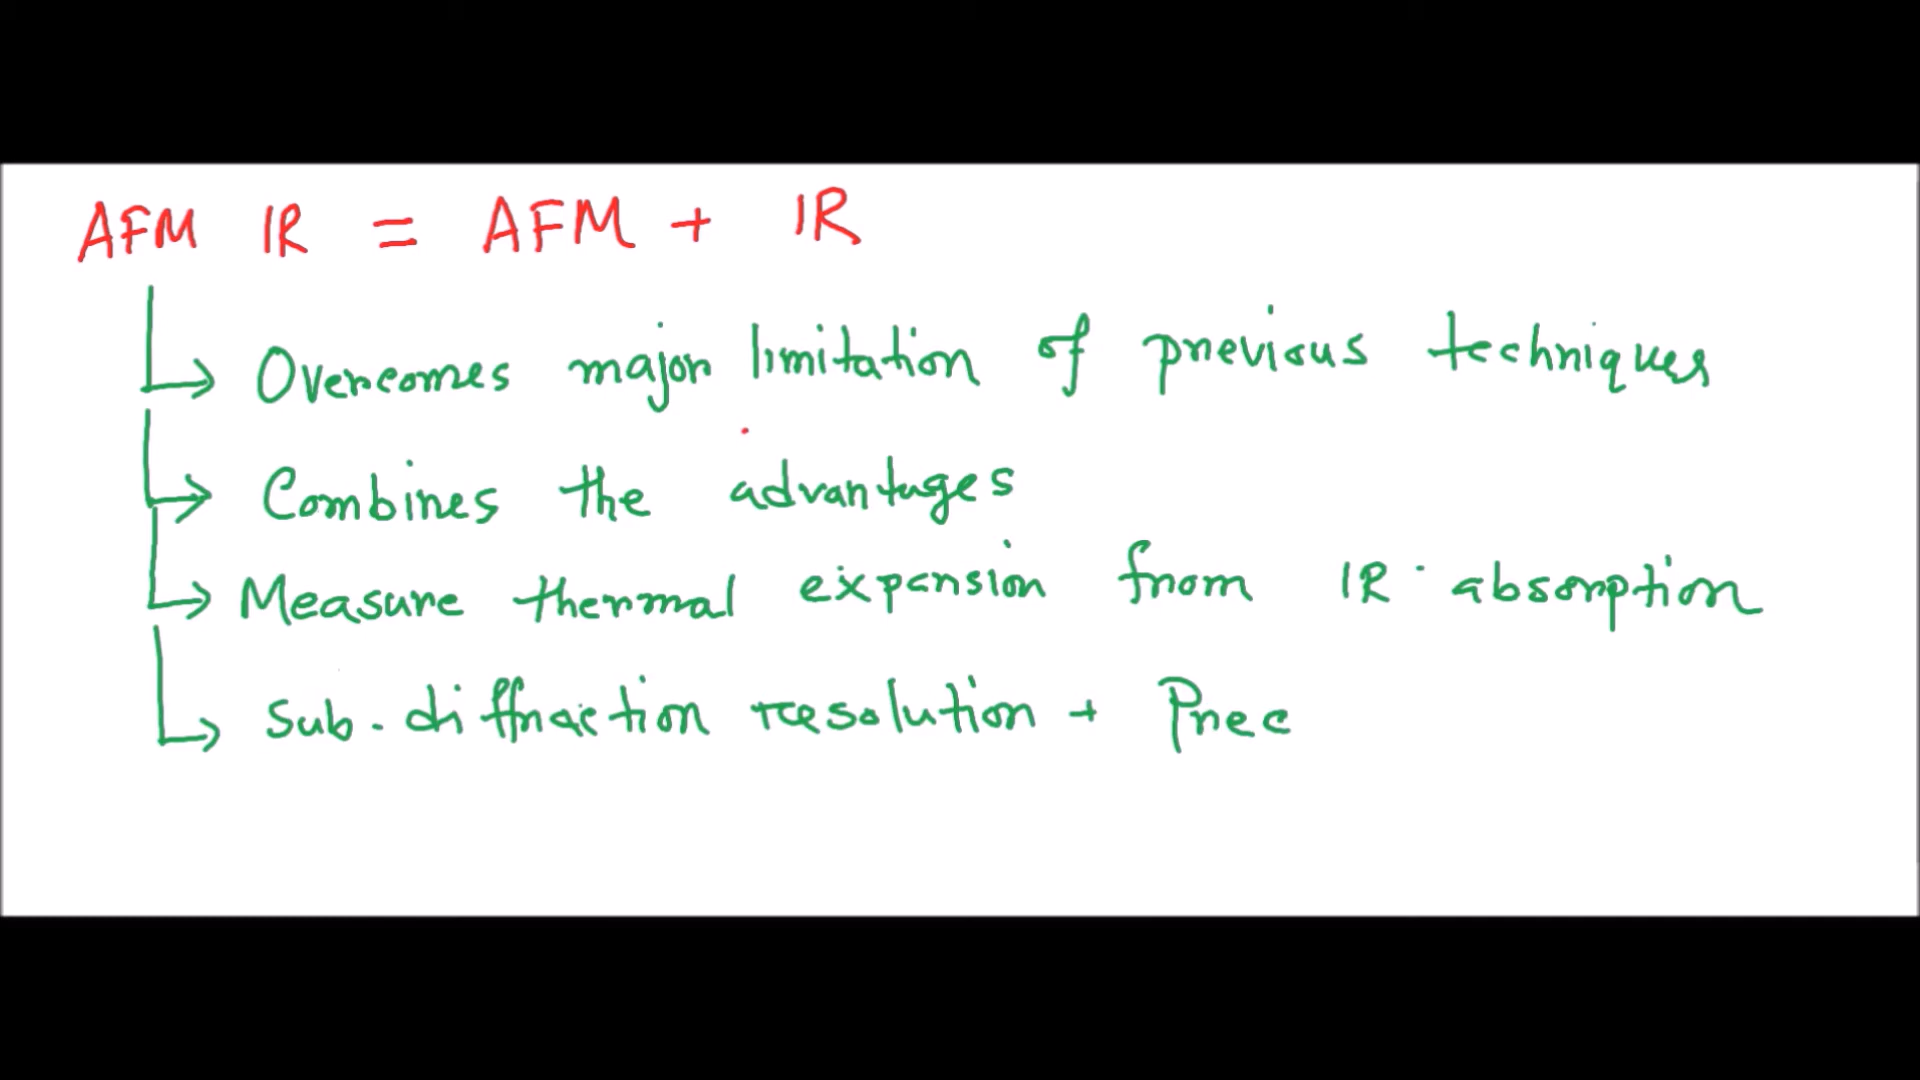 AFM IR = AFM + IR
Overcomes major limitation of previous techniques
Combines the advantages
Measure thermal expansion from IR absorption
Sub-diffraction resolution + Prec